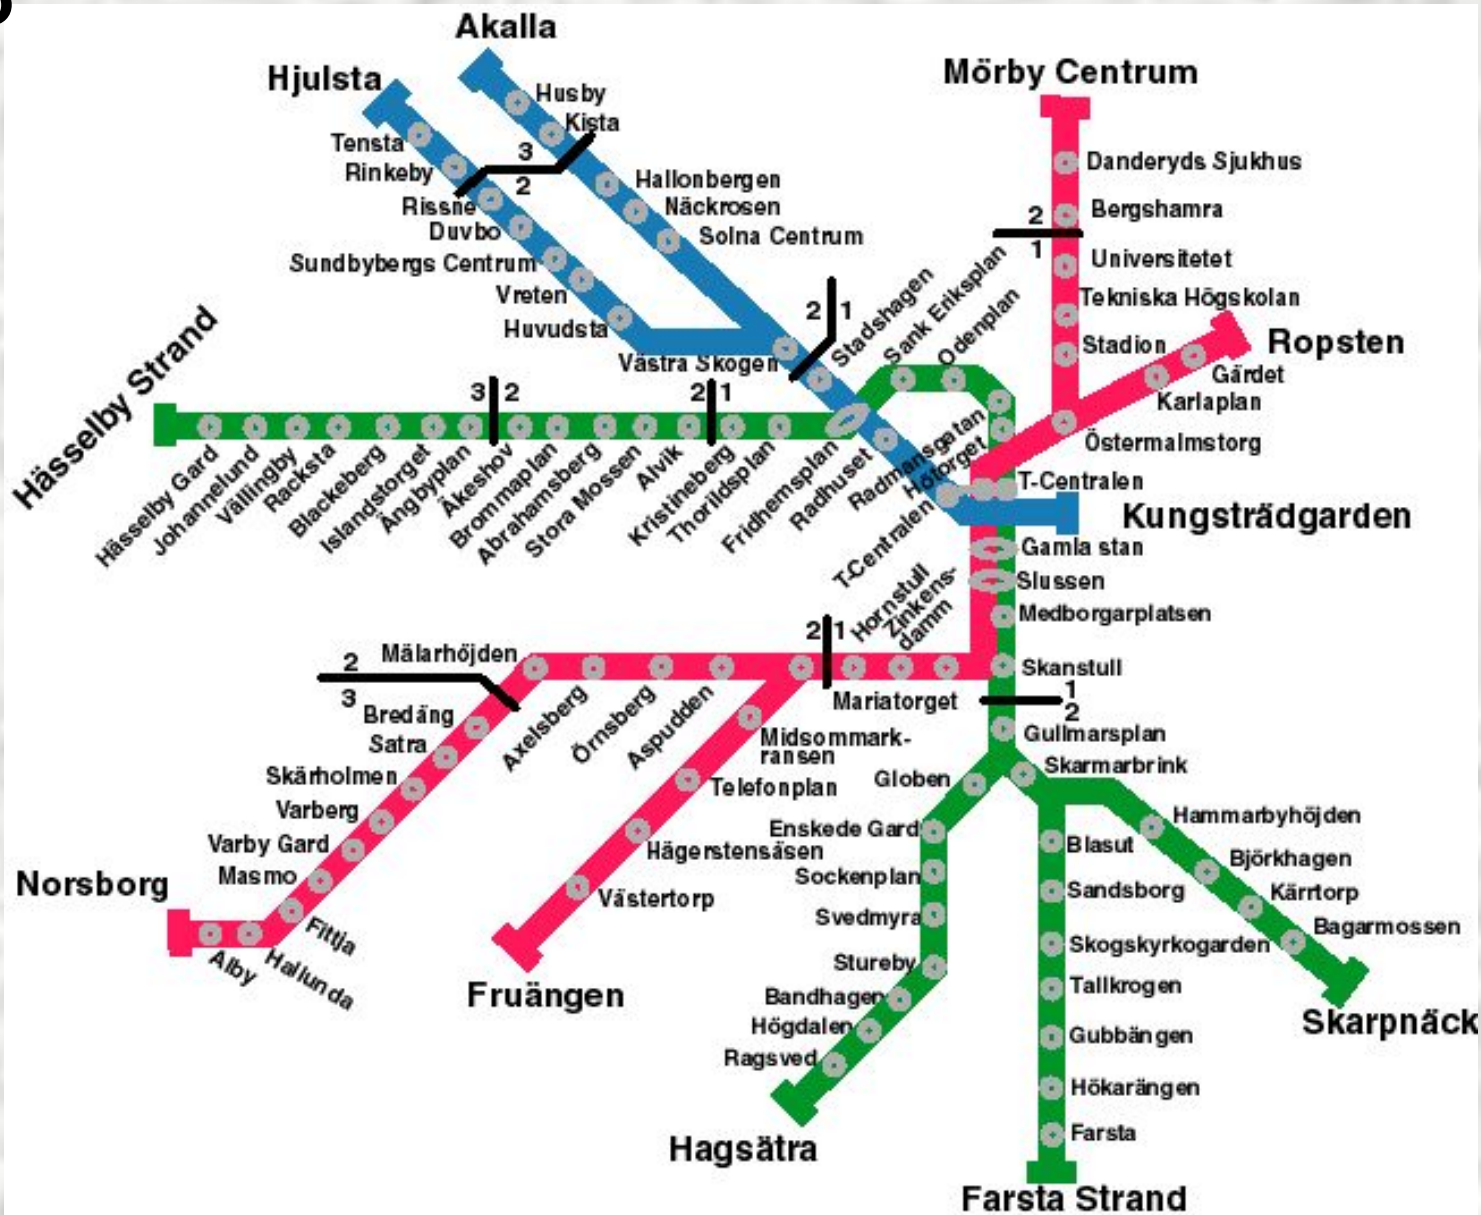 Akalla
Hjulsta
Mörby Centrum
Husby
Kista
Tensta
Rinkeby
3
2
Rissne
Duvbo
Sundbybergs Centrum
Vreten
Huvudsta
Västra Skogen
Hallonbergen
Näckrosen
Solna Centrum
2
1
Stadshagen
Sank Eriksplan
Odenplan
Danderyds Sjukhus
Bergshamra
2
1
Universitetet
Tekniska Högskolan
Stadion
Ropsten
Gärdet
Karlaplan
Östermalmstorg
Hässelby Strand
3
2
2
1
Hässelby Gard
Johannelund
Vällingby
Racksta
Blackeberg
Islandstorget
Ängbyplan
Äkeshov
Brommaplan
Abrahamsberg
Stora Mossen
Alvik
Kristineberg
Thorildsplan
Fridhemsplan
Radhuset
Radmansgatan
Hötorget
T-Centralen
T-Centralen
Kungsträdgarden
Gamla stan
Slussen
Medborgarplatsen
Skanstull
1
2
Hornstull
Zinkens-
damm
2
1
Mariatorget
Mälarhöjden
2
3
Bredäng
Satra
Skärholmen
Varberg
Varby Gard
Masmo
Norsborg
Fittja
Alby
Hallunda
Axelsberg
Örnsberg
Aspudden
Midsommark-
ransen
Telefonplan
Hägerstensäsen
Västertorp
Fruängen
Gullmarsplan
Skarmarbrink
Globen
Enskede Gard
Sockenplan
Svedmyra
Stureby
Bandhagen
Högdalen
Ragsved
Hagsätra
Blasut
Sandsborg
Skogskyrkogarden
Tallkrogen
Gubbängen
Hökarängen
Farsta
Farsta Strand
Hammarbyhöjden
Björkhagen
Kärrtorp
Bagarmossen
Skarpnäck